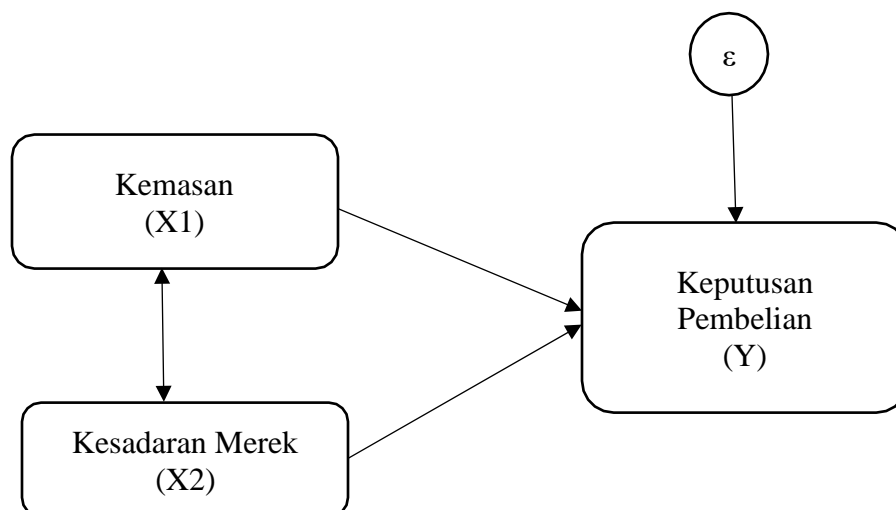 ε
Kemasan
(X1)
Keputusan
Pembelian
(Y)
Kesadaran Merek
(X2)